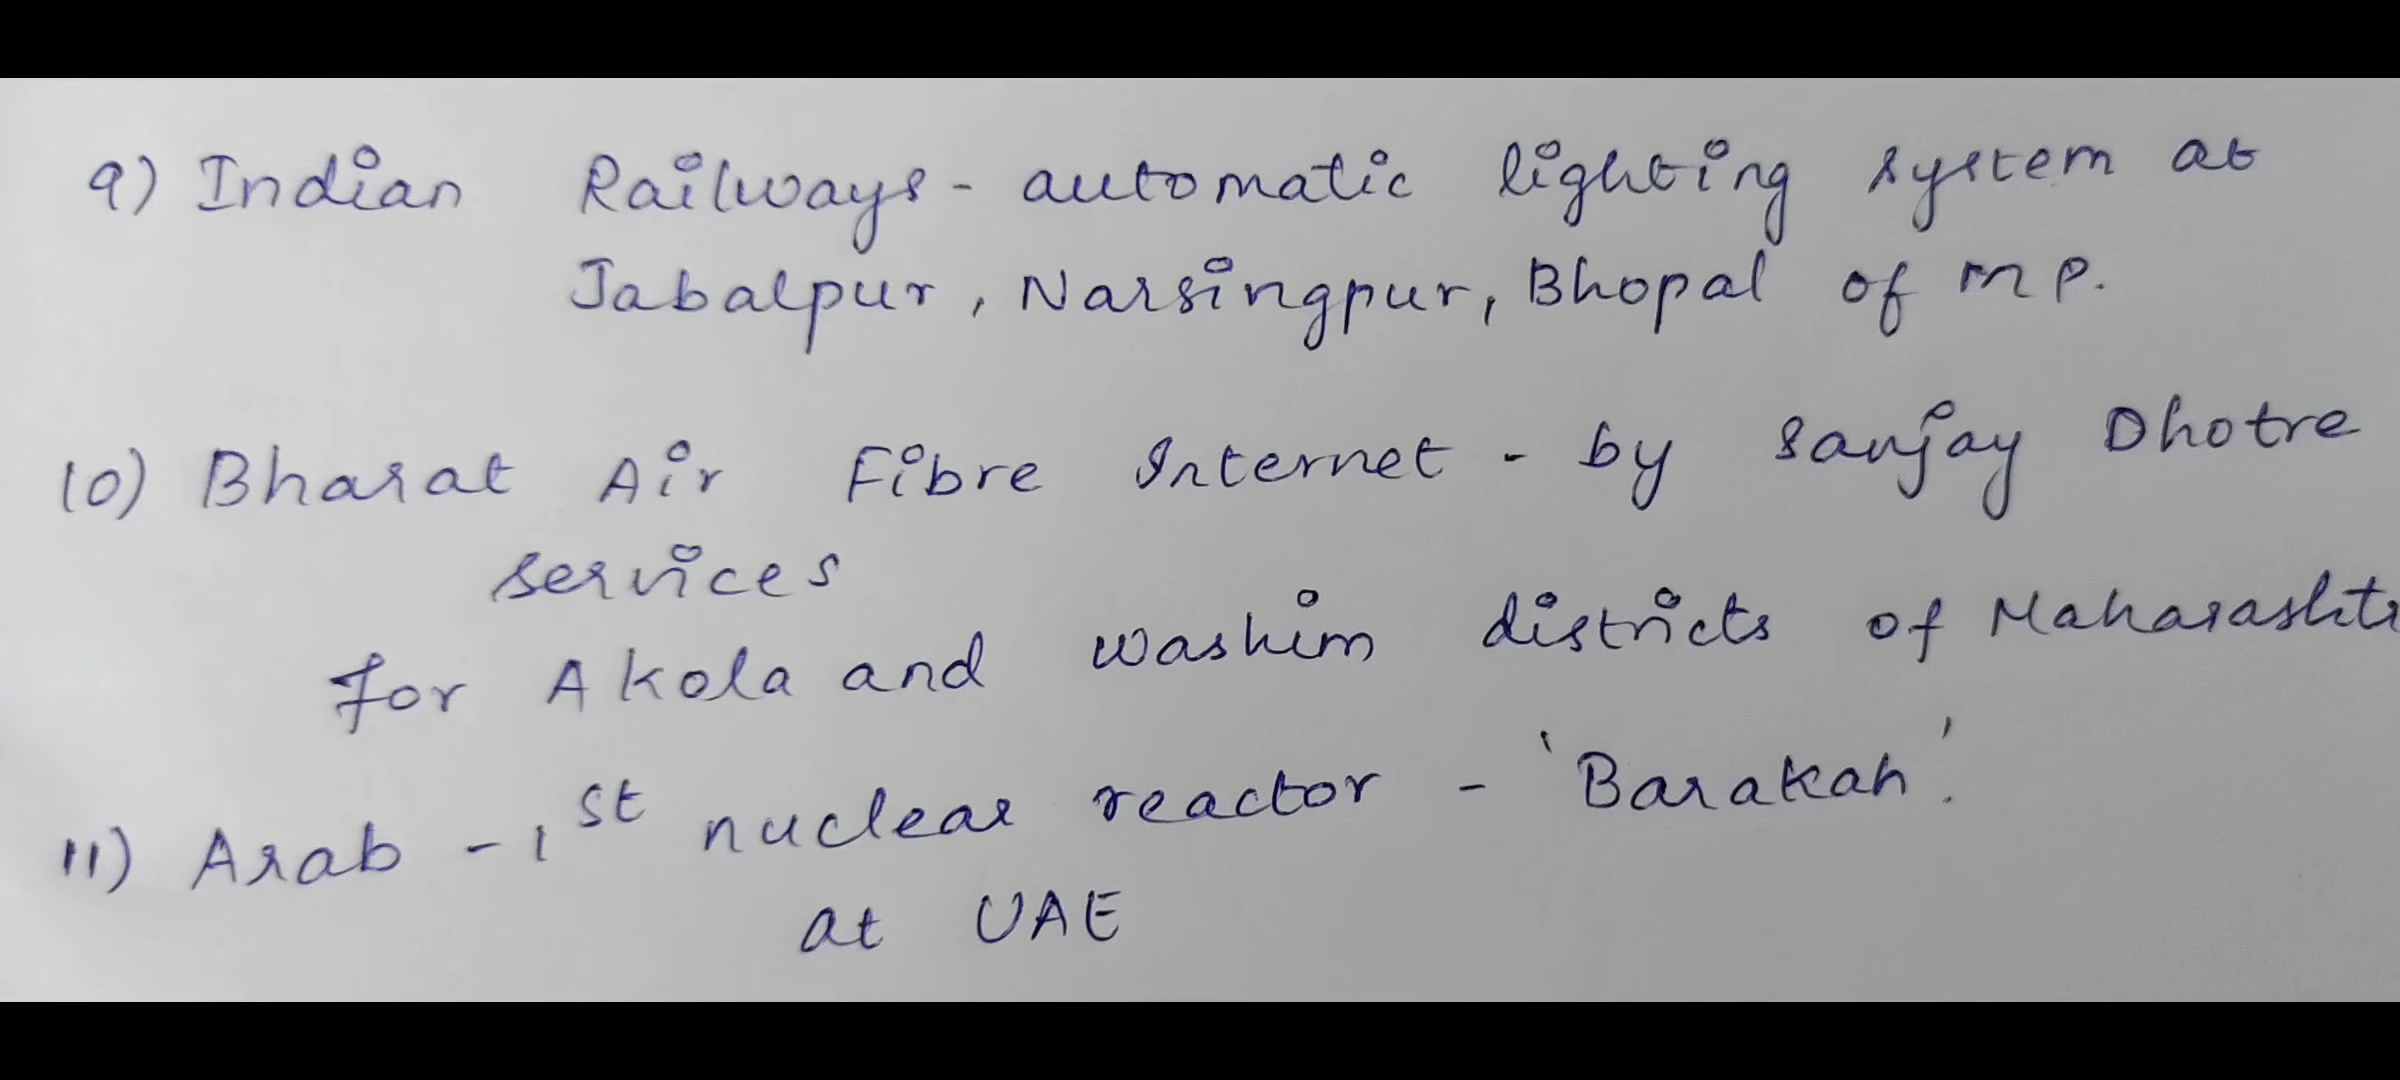 9) Indian Railways - automatic lighting system at
Jabalpur, Narsingpur, Bhopal of MP.
10) Bharat Air Fibre Internet - by Sanjay Dhotre
services
for Akola and washim districts of Maharashtr
11) Arab - 1st nuclear reactor - 'Barakah'.
at UAE